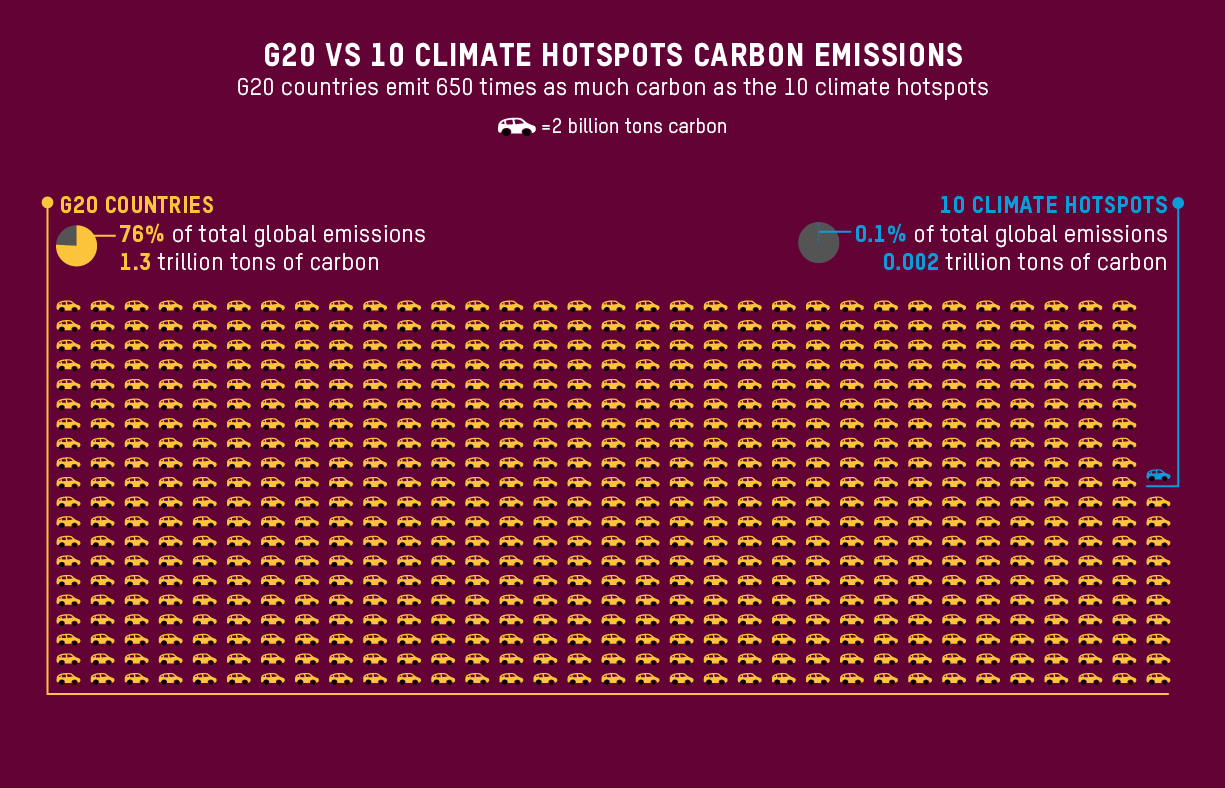 G20 VS 10 CLIMATE HOTSPOTS CARBON EMISSIONS
G20 countries emit 650 times as much carbon as the 10 climate hotspots
=2 billion tons carbon
G20 COUNTRIES
76% of total global emissions
1.3 trillion tons of carbon
10 CLIMATE HOTSPOTS
0.1% of total global emissions
0.002 trillion tons of carbon